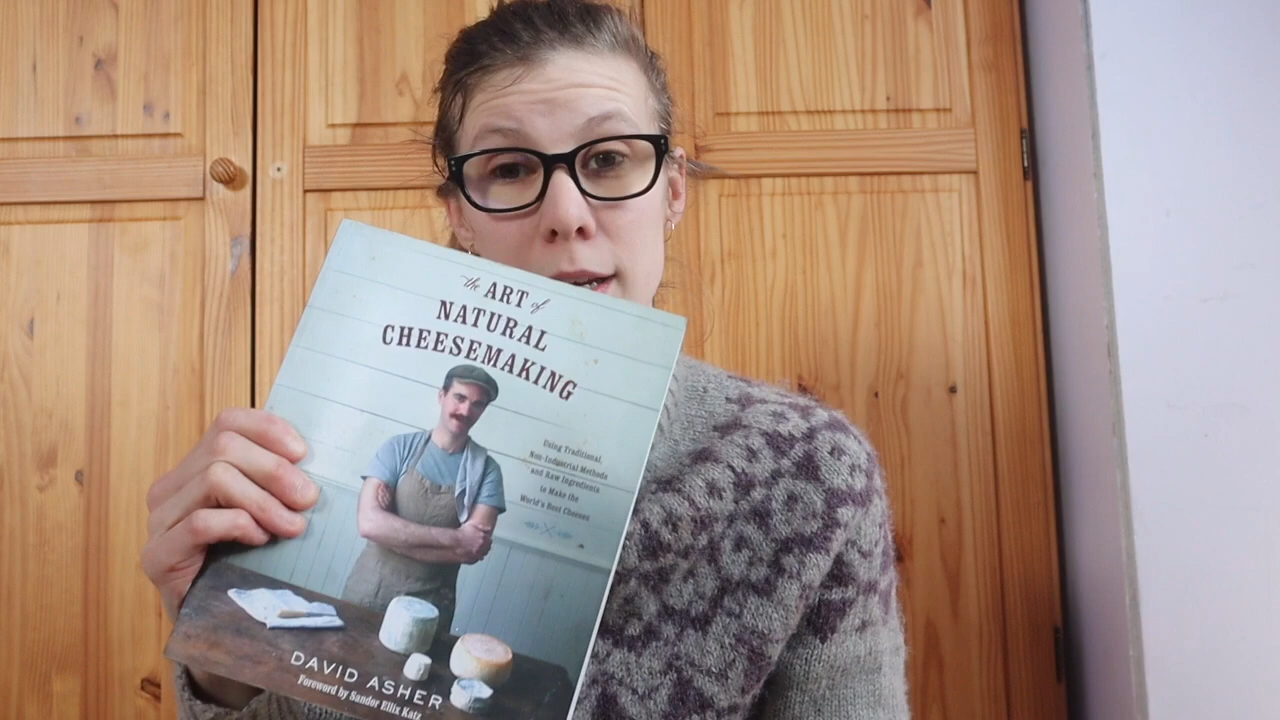 the ART of
NATURAL
CHEESEMAKING
Using Traditional,
Non-Industrial Methods
and Raw Ingredients
to Make the
World's Best Cheeses
DAVID ASHER
Foreword by Sandor Ellix Katz